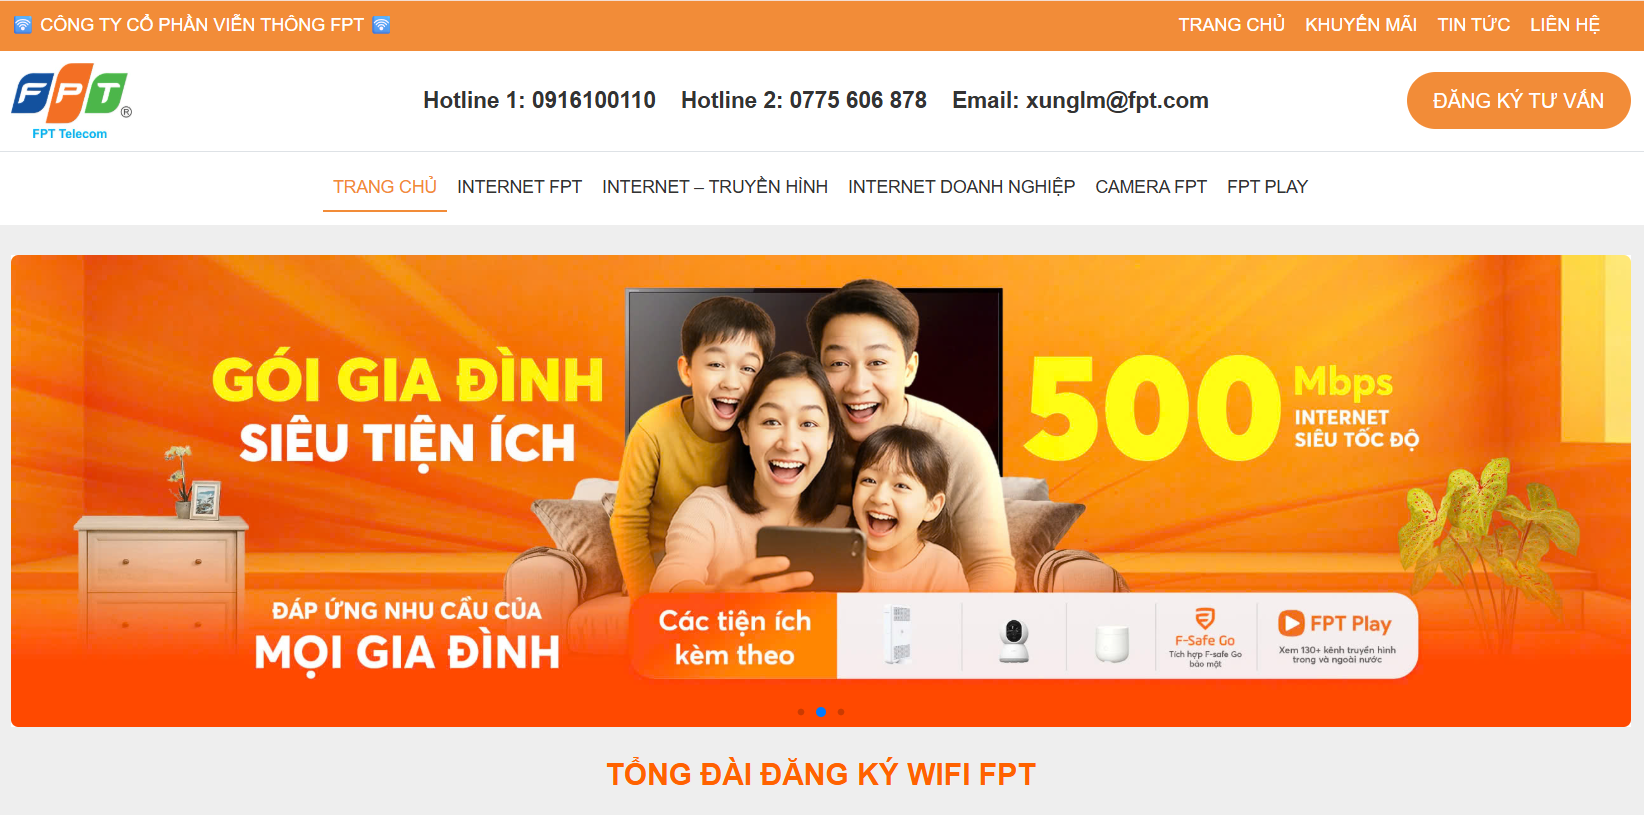 CÔNG TY CỔ PHẦN VIỄN THÔNG FPT
TRANG CHỦ KHUYẾN MÃI TIN TỨC LIÊN HỆ
FPT
®
FPT Telecom
Hotline 1: 0916100110 Hotline 2: 0775 606 878 Email: xunglm@fpt.com
ĐĂNG KÝ TƯ VẤN
TRANG CHỦ INTERNET FPT INTERNET – TRUYỀN HÌNH INTERNET DOANH NGHIỆP CAMERA FPT FPT PLAY
GÓI GIA ĐÌNH
SIÊU TIỆN ÍCH
500 Mbps
INTERNET
SIÊU TỐC ĐỘ
ĐÁP ỨNG NHU CẦU CỦA
MỌI GIA ĐÌNH
Các tiện ích
kèm theo
F-Safe Go
Tích hợp F-safe Go
bảo mật
FPT Play
Xem 130+ kênh truyền hình
trong và ngoài nước
TỔNG ĐÀI ĐĂNG KÝ WIFI FPT